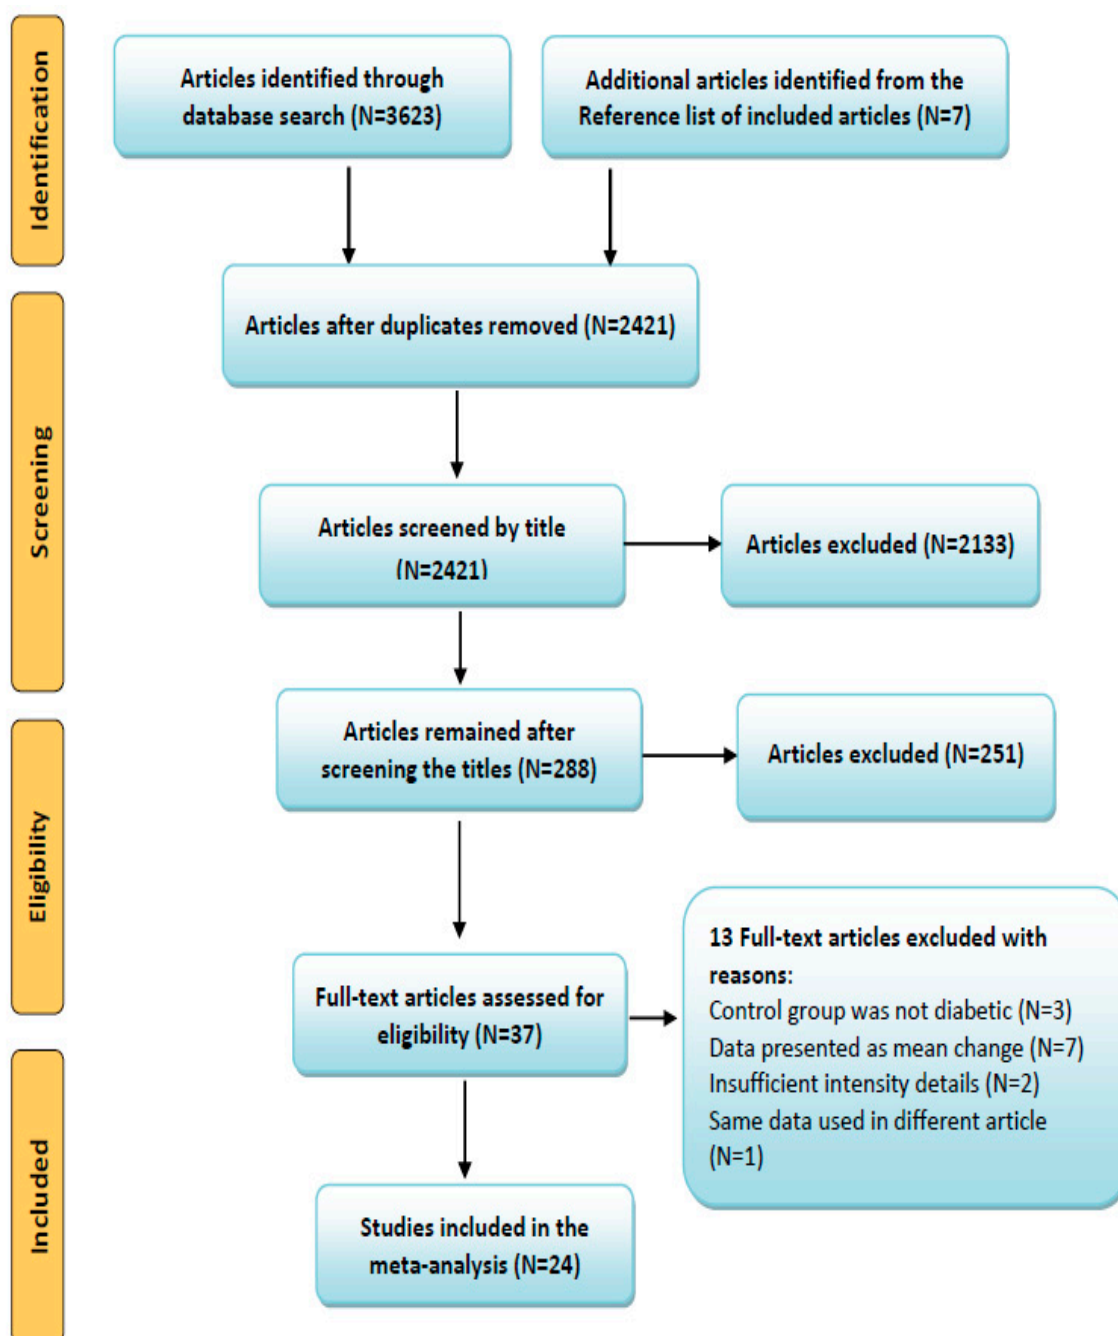 Identification
Articles identified through
database search (N=3623)
Additional articles identified from the
Reference list of included articles (N=7)
Screening
Articles after duplicates removed (N=2421)
Articles screened by title
(N=2421)
Articles excluded (N=2133)
Articles remained after
screening the titles (N=288)
Articles excluded (N=251)
Eligibility
Full-text articles assessed for
eligibility (N=37)
13 Full-text articles excluded with
reasons:
Control group was not diabetic (N=3)
Data presented as mean change (N=7)
Insufficient intensity details (N=2)
Same data used in different article
(N=1)
Included
Studies included in the
meta-analysis (N=24)